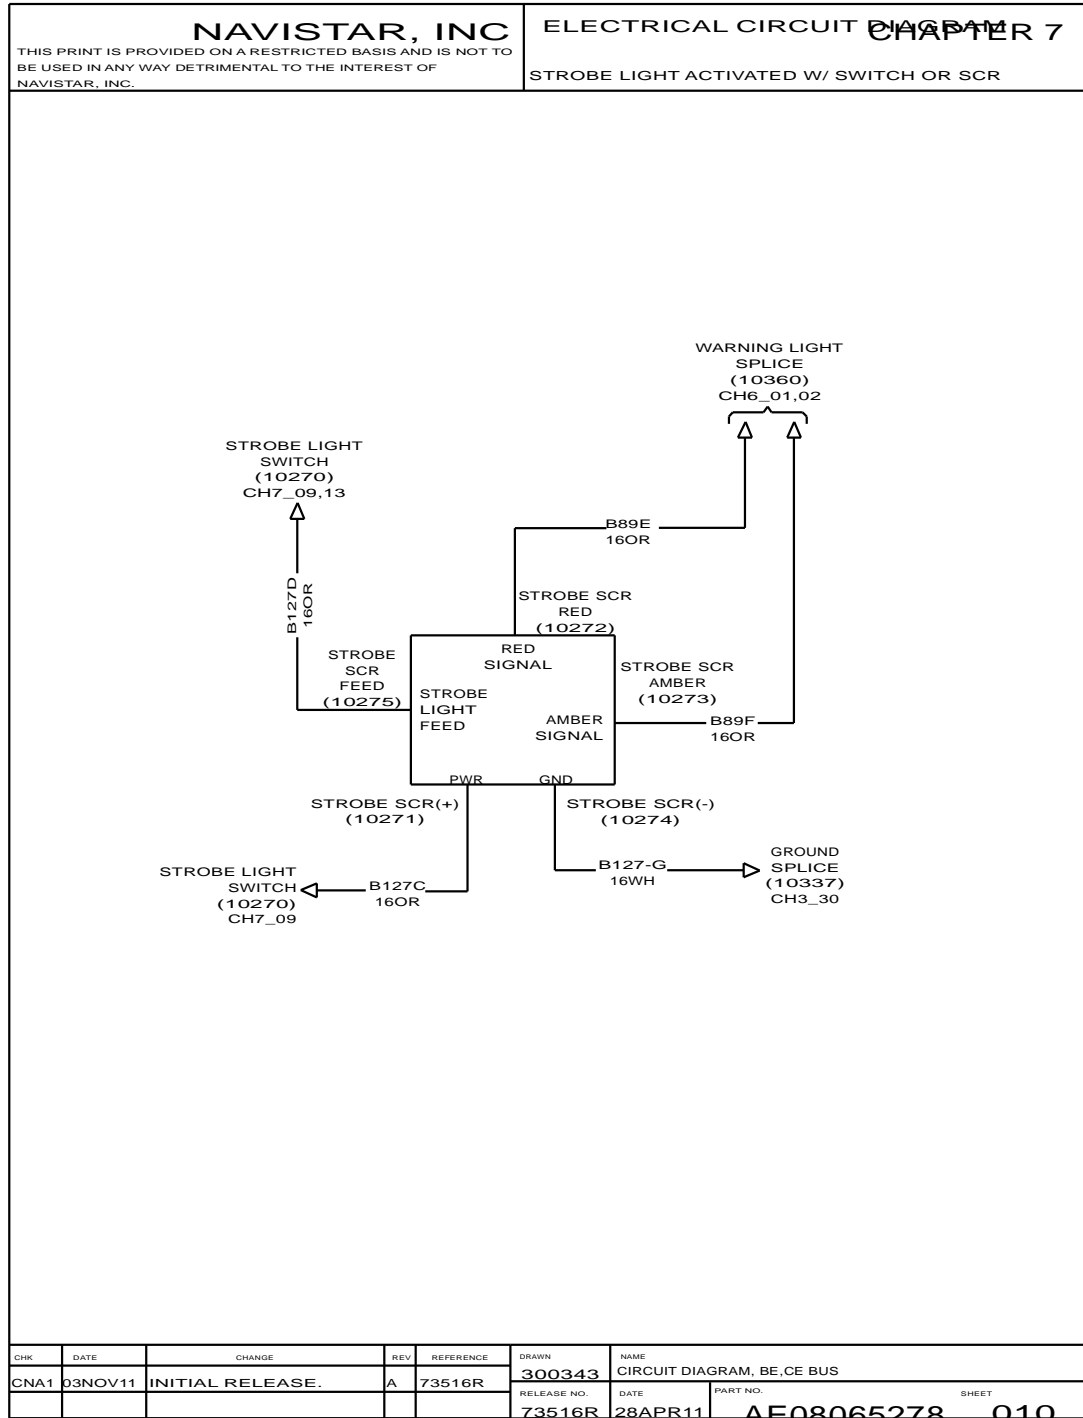 NAVISTAR, INC
THIS PRINT IS PROVIDED ON A RESTRICTED BASIS AND IS NOT TO
BE USED IN ANY WAY DETRIMENTAL TO THE INTEREST OF
NAVISTAR, INC.
ELECTRICAL CIRCUIT DIAGRAM
CHAPTER 7
STROBE LIGHT ACTIVATED W/ SWITCH OR SCR
WARNING LIGHT
SPLICE
(10360)
CH6_01,02
STROBE LIGHT
SWITCH
(10270)
CH7_09,13
B89E
16OR
B127D
16OR
STROBE SCR
RED
(10272)
RED
SIGNAL
STROBE
SCR
FEED
(10275)
STROBE
LIGHT
FEED
STROBE SCR
AMBER
(10273)
AMBER
SIGNAL
B89F
16OR
PWR
GND
STROBE SCR(+)
(10271)
STROBE SCR(-)
(10274)
B127-G
16WH
GROUND
SPLICE
(10337)
CH3_30
STROBE LIGHT
SWITCH
(10270)
CH7_09
B127C
16OR
CHK DATE CHANGE REV REFERENCE
CNA1 03NOV11 INITIAL RELEASE. A 73516R
DRAWN
300343
NAME
CIRCUIT DIAGRAM, BE,CE BUS
RELEASE NO.
73516R
DATE
28APR11
PART NO.
AE08065278
SHEET
010